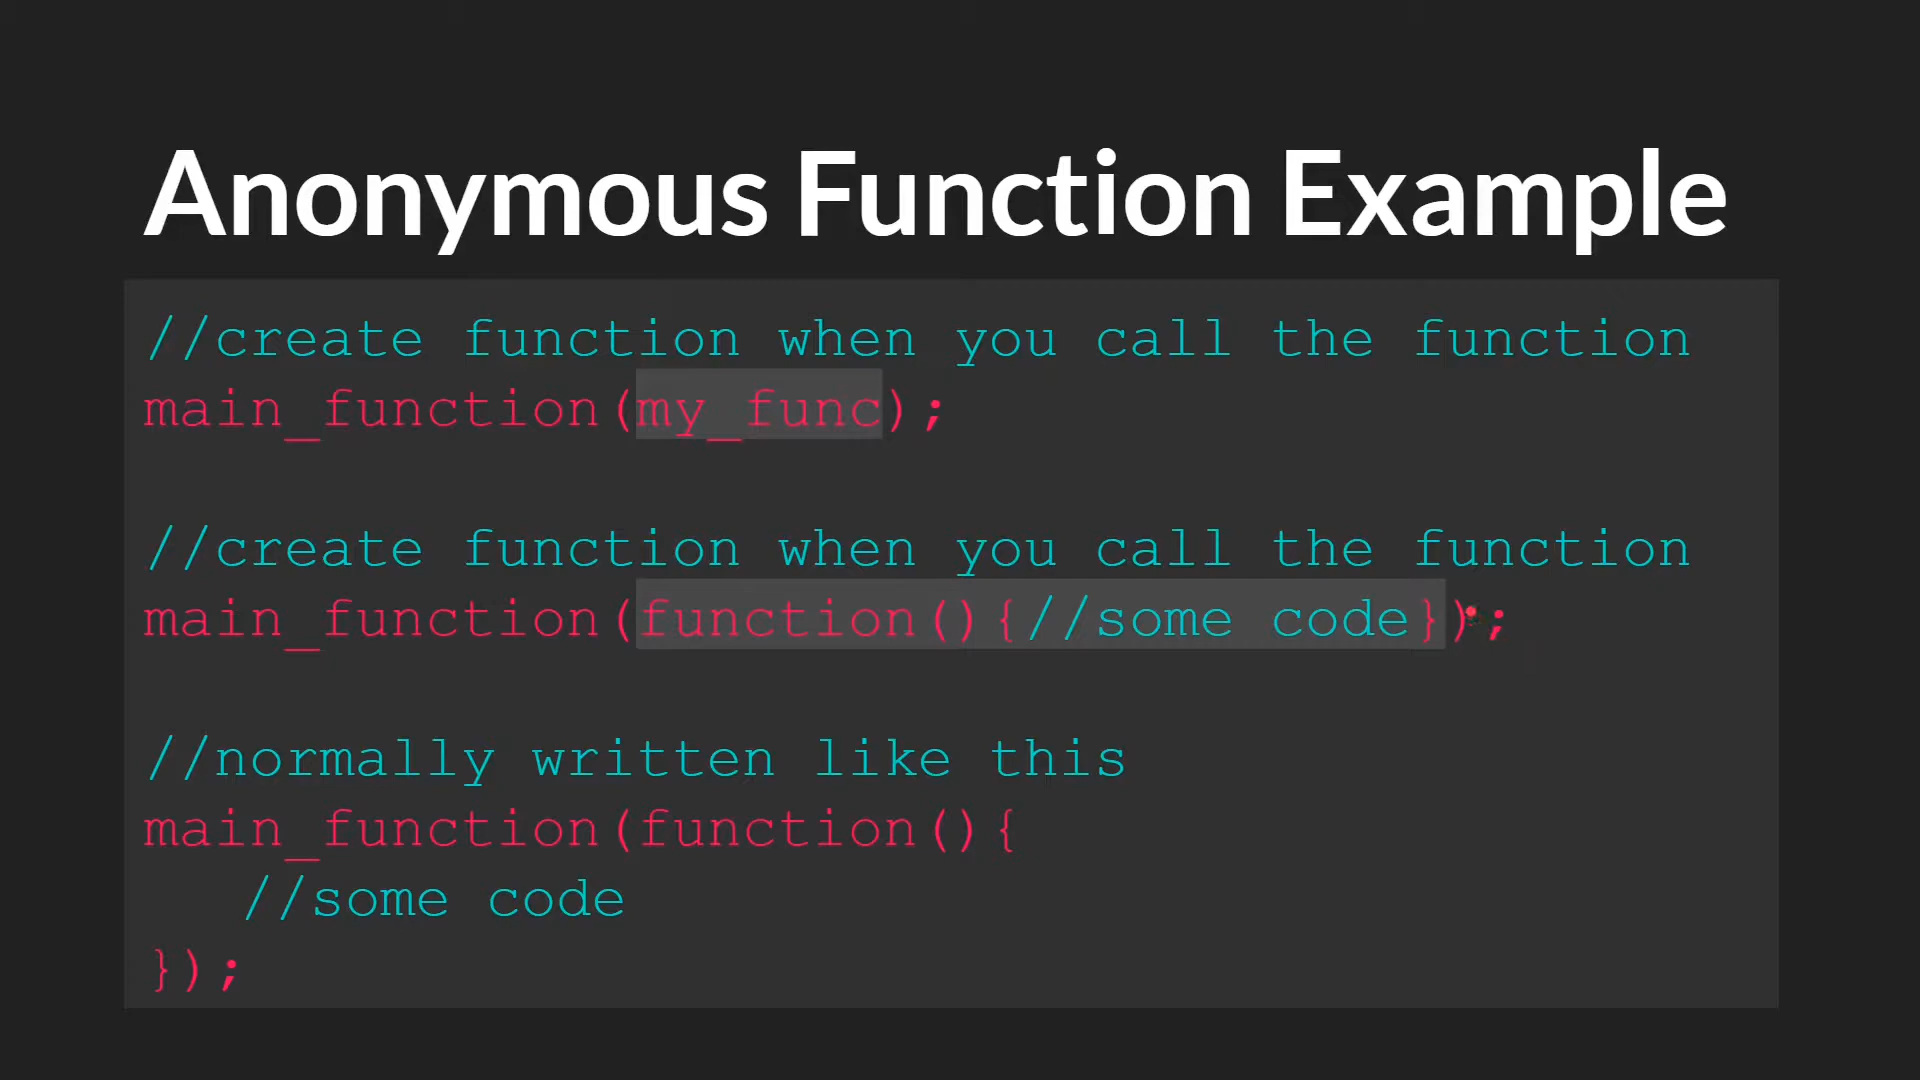 Anonymous Function Example
//create function when you call the function
main_function(my_func);
//create function when you call the function
main_function(function(){//some code});
//normally written like this
main_function(function(){
//some code
});